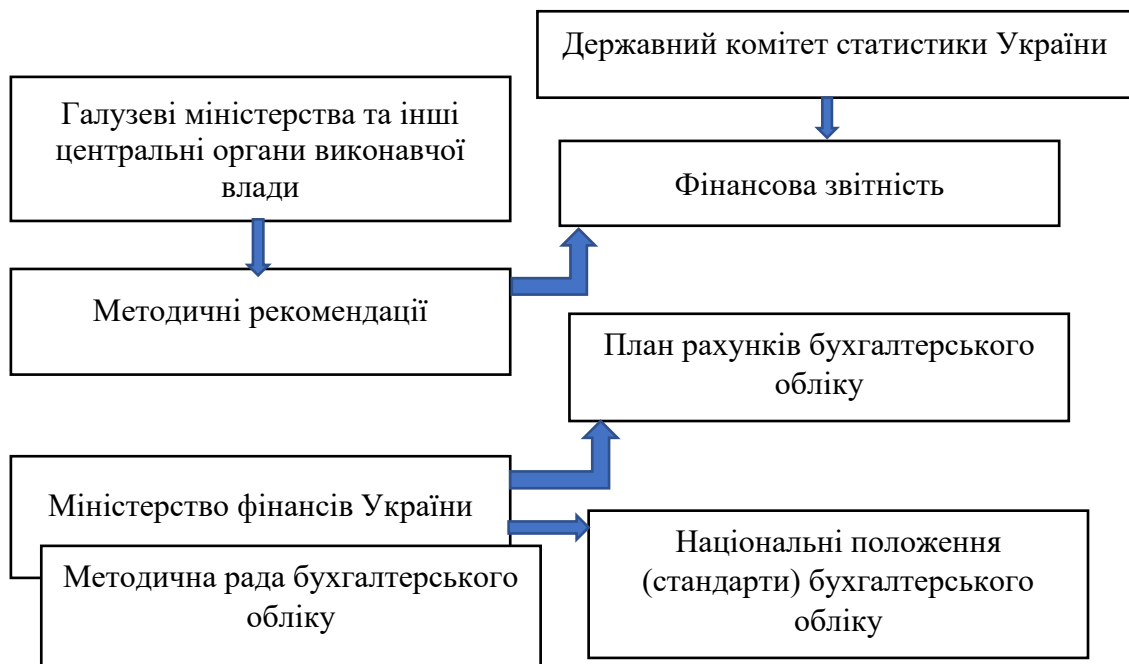 Державний комітет статистики України
Галузеві міністерства та інші
центральні органи виконавчої
влади
Фінансова звітність
Методичні рекомендації
План рахунків бухгалтерського
обліку
Міністерство фінансів України
Методична рада бухгалтерського
обліку
Національні положення
(стандарти) бухгалтерського
обліку